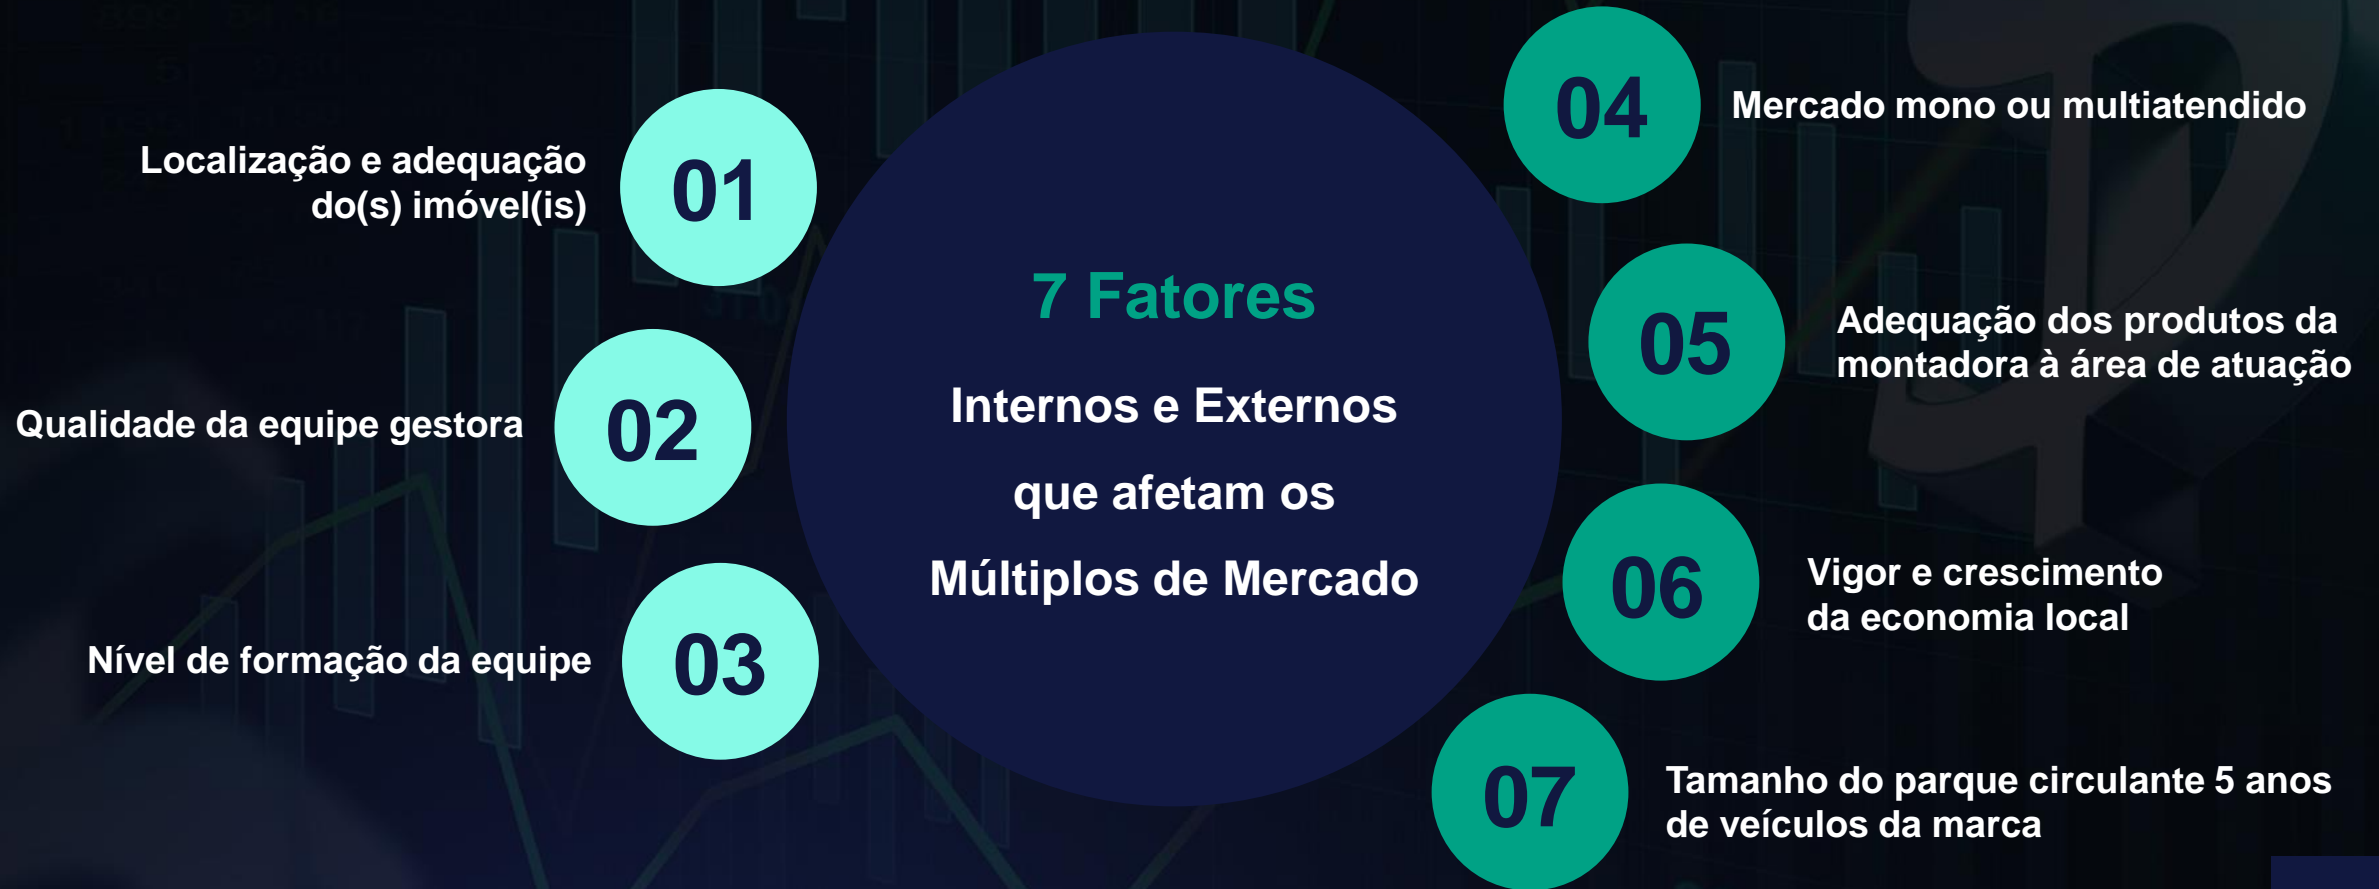 7 Fatores
Internos e Externos
que afetam os
Múltiplos de Mercado
01
Localização e adequação
do(s) imóvel(is)
02
Qualidade da equipe gestora
03
Nível de formação da equipe
04
Mercado mono ou multiatendido
05
Adequação dos produtos da
montadora à área de atuação
06
Vigor e crescimento
da economia local
07
Tamanho do parque circulante 5 anos
de veículos da marca